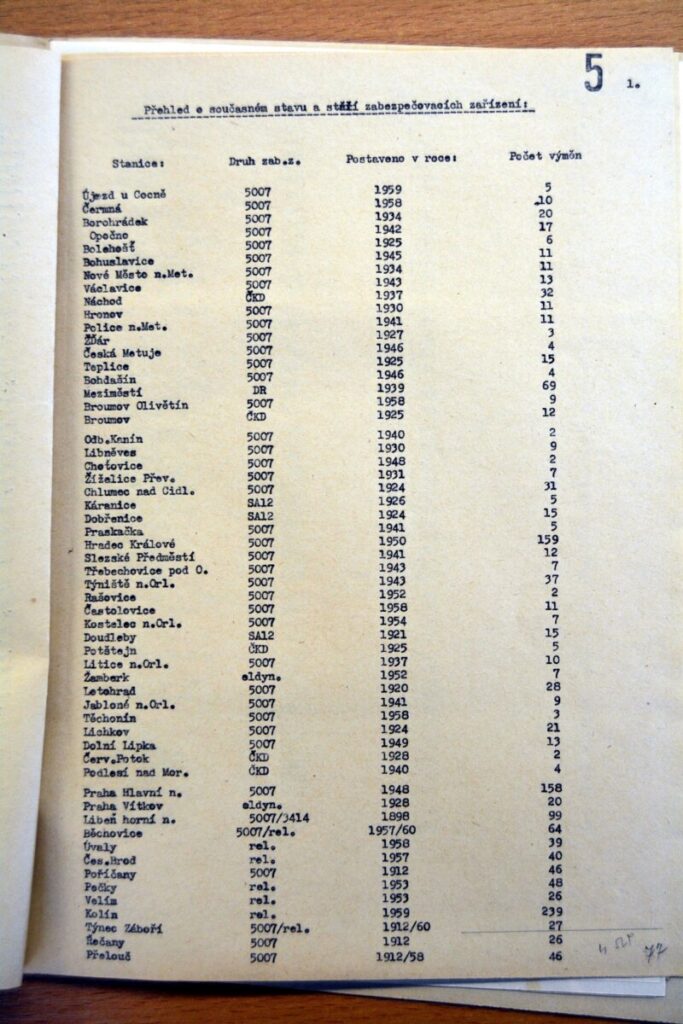 5 1.
Přehled o současném stavu a stáří zabezpečovacích zařízení:
Stanice: Druh zab.z. Postaveno v roce: Počet výměn
Újezd u Cocně 5007 1959 5
Čermná 5007 1958 10
Borohrádek 5007 1934 20
Opočno 5007 1942 17
Bolehošť 5007 1925 6
Bohuslavice 5007 1945 11
Nové Město n.Met. 5007 1934 11
Václavice 5007 1943 13
Náchod ČKD 1937 32
Hronov 5007 1930 11
Police n.Met. 5007 1941 11
Žďár 5007 1927 3
Česká Metuje 5007 1946 4
Teplice 5007 1925 15
Bohdašín 5007 1946 4
Meziměstí DR 1939 69
Broumov Olivětín 5007 1958 9
Broumov ČKD 1925 12
Odb.Kanín 5007 1940 2
Libněves 5007 1930 9
Choťovice 5007 1948 2
Žíželice Přev. 5007 1931 7
Chlumec nad Cidl. 5007 1924 31
Káranice SA12 1926 5
Dobřenice SA12 1924 15
Praskačka 5007 1941 5
Hradec Králové 5007 1950 159
Slezské Předměstí 5007 1941 12
Třebechovice pod O. 5007 1943 7
Týniště n.Orl. 5007 1943 37
Rašovice 5007 1952 2
Častolovice 5007 1958 11
Kostelec n.Orl. 5007 1954 7
Doudleby SA12 1921 15
Potštejn ČKD 1925 5
Litice n.Orl. 5007 1937 10
Žamberk eldyn. 1952 7
Letohrad 5007 1920 28
Jabloné n.Orl. 5007 1941 9
Těchonín 5007 1958 3
Lichkov 5007 1924 21
Dolní Lipka 5007 1949 13
Červ.Potok ČKD 1928 2
Podlesí nad Mor. ČKD 1940 4
Praha Hlavní n. 5007 1948 158
Praha Vítkov eldyn. 1928 20
Libeň horní n. 5007/3414 1898 99
Běchovice 5007/rel. 1957/60 64
Úvaly rel. 1958 39
Čes.Brod rel. 1957 40
Poříčany 5007 1912 46
Pečky rel. 1953 48
Velim rel. 1953 26
Kolín rel. 1959 239
Týnec Záboří 5007/rel. 1912/60 27
Řečany 5007 1912 26
Přelouč 5007 1912/58 46
77